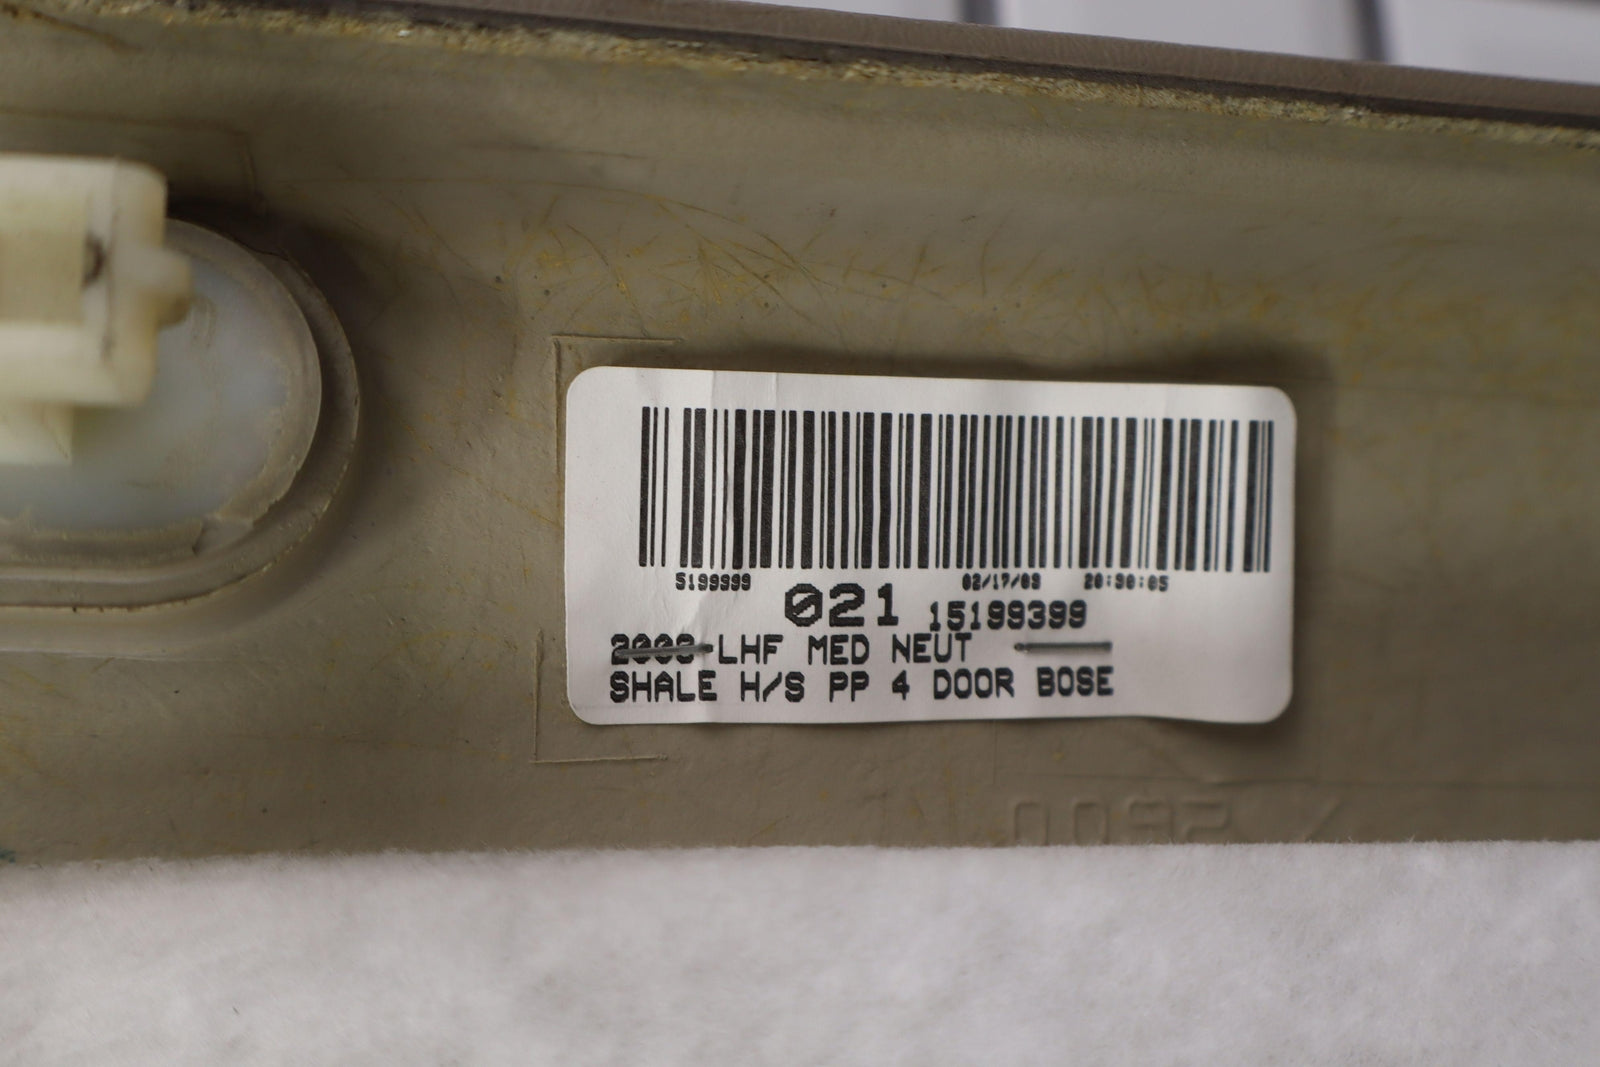 5199999 02/17/03 20:30:05
021 15199399
2003 LHF MED NEUT
SHALE H/S PP 4 DOOR BOSE